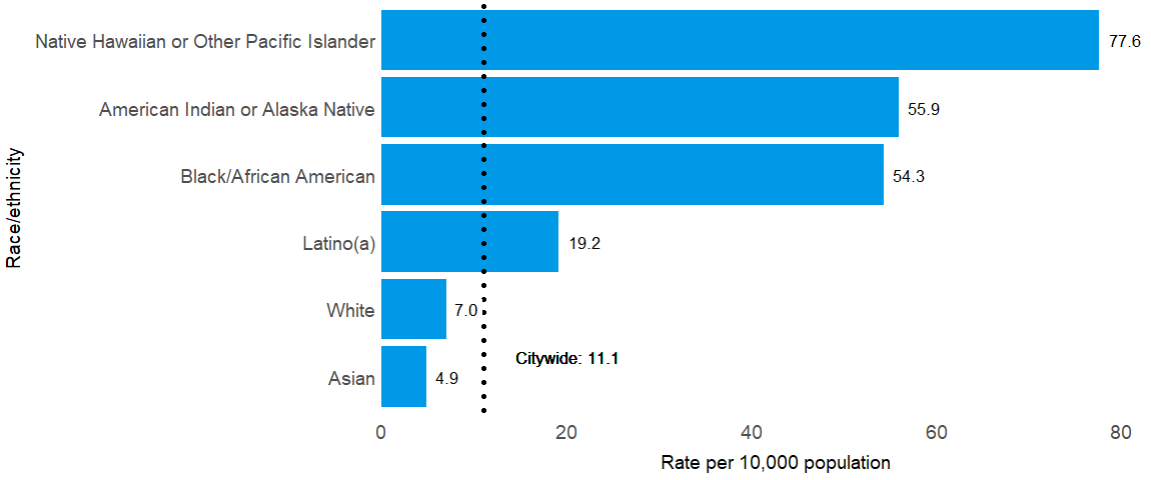 Race/ethnicity
Native Hawaiian or Other Pacific Islander 77.6
American Indian or Alaska Native 55.9
Black/African American 54.3
Latino(a) 19.2
White 7.0
Citywide: 11.1
Asian 4.9
0 20 40 60 80
Rate per 10,000 population